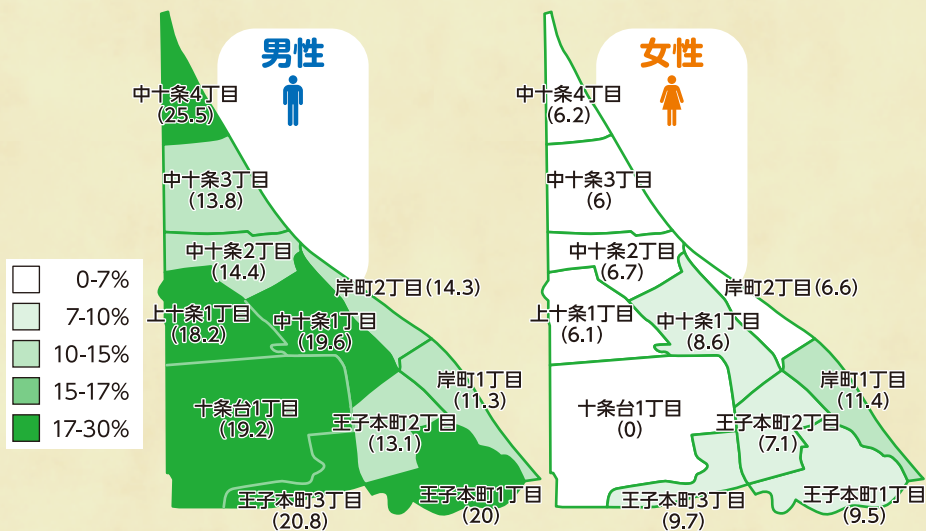 男性
中十条4丁目
(25.5)
中十条3丁目
(13.8)
中十条2丁目
(14.4)
岸町2丁目(14.3)
上十条1丁目
(18.2)
中十条1丁目
(19.6)
岸町1丁目
(11.3)
十条台1丁目
(19.2)
王子本町2丁目
(13.1)
王子本町3丁目
(20.8)
王子本町1丁目
(20)
女性
中十条4丁目
(6.2)
中十条3丁目
(6)
中十条2丁目
(6.7)
岸町2丁目(6.6)
上十条1丁目
(6.1)
中十条1丁目
(8.6)
岸町1丁目
(11.4)
十条台1丁目
(0)
王子本町2丁目
(7.1)
王子本町3丁目
(9.7)
王子本町1丁目
(9.5)
0-7%
7-10%
10-15%
15-17%
17-30%